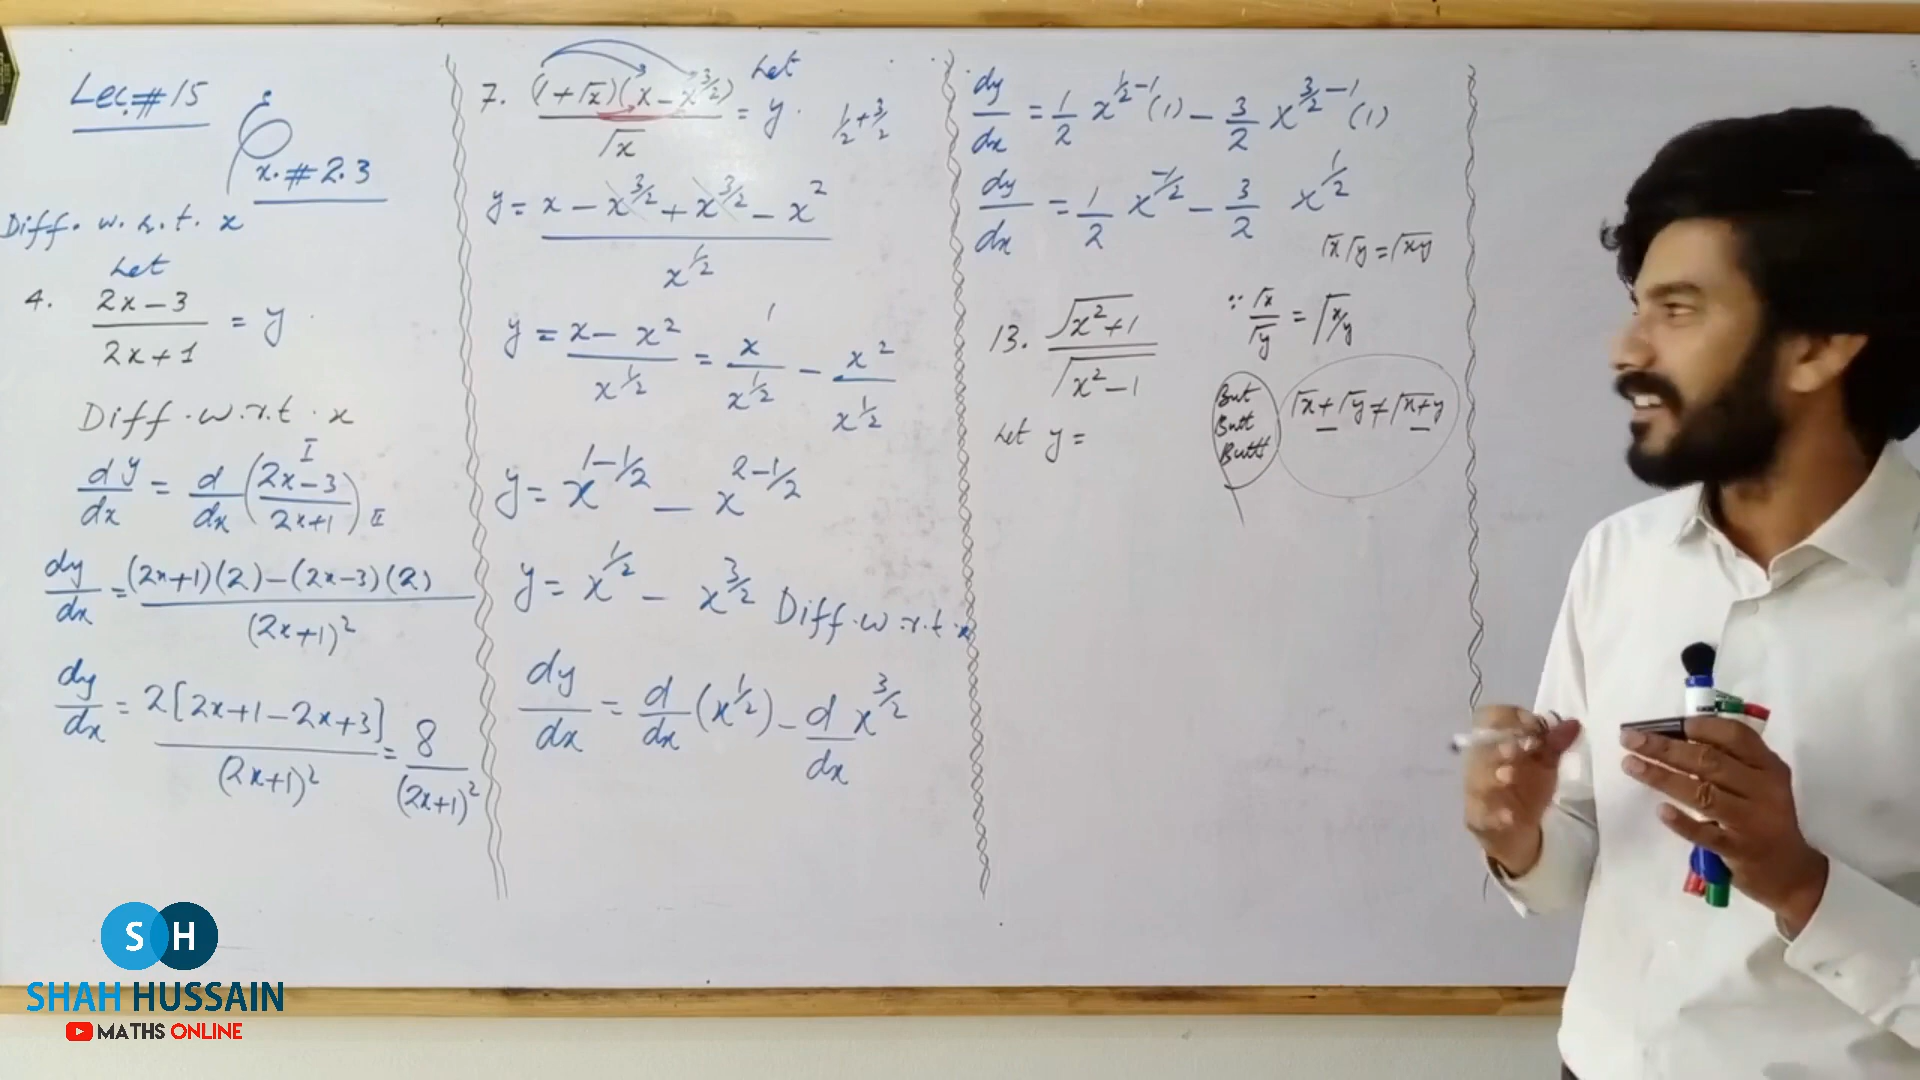 Lec.#15
Ex.#2.3
Diff. w.r.t. x
Let
4. (2x-3)/(2x+1) = y
Diff.w.r.t.x
dy/dx = d/dx ((2x-3)/(2x+1)) I II
dy/dx = ((2x+1)(2)-(2x-3)(2))/(2x+1)²
dy/dx = 2[2x+1-2x+3]/(2x+1)² = 8/(2x+1)²
Let
7. (1+√x)(x-x^3/2)/√x = y. 1/2+3/2
y = (x - x^3/2 + x^3/2 - x²)/x^1/2
y = (x - x²)/x^1/2 = x^1/x^1/2 - x²/x^1/2
y = x^1-1/2 - x^2-1/2
y = x^1/2 - x^3/2 Diff.w.r.t.x
dy/dx = d/dx (x^1/2) - d/dx x^3/2
dy/dx = 1/2 x^1/2-1 (1) - 3/2 x^3/2-1 (1)
dy/dx = 1/2 x^-1/2 - 3/2 x^1/2
√x√y=√xy
13. √(x²+1)/√(x²-1)
∵ √x/√y = √(x/y)
But
Butt
Buttt
√x+√y≠√(x+y)
Let y =
SH
SHAH HUSSAIN
MATHS ONLINE